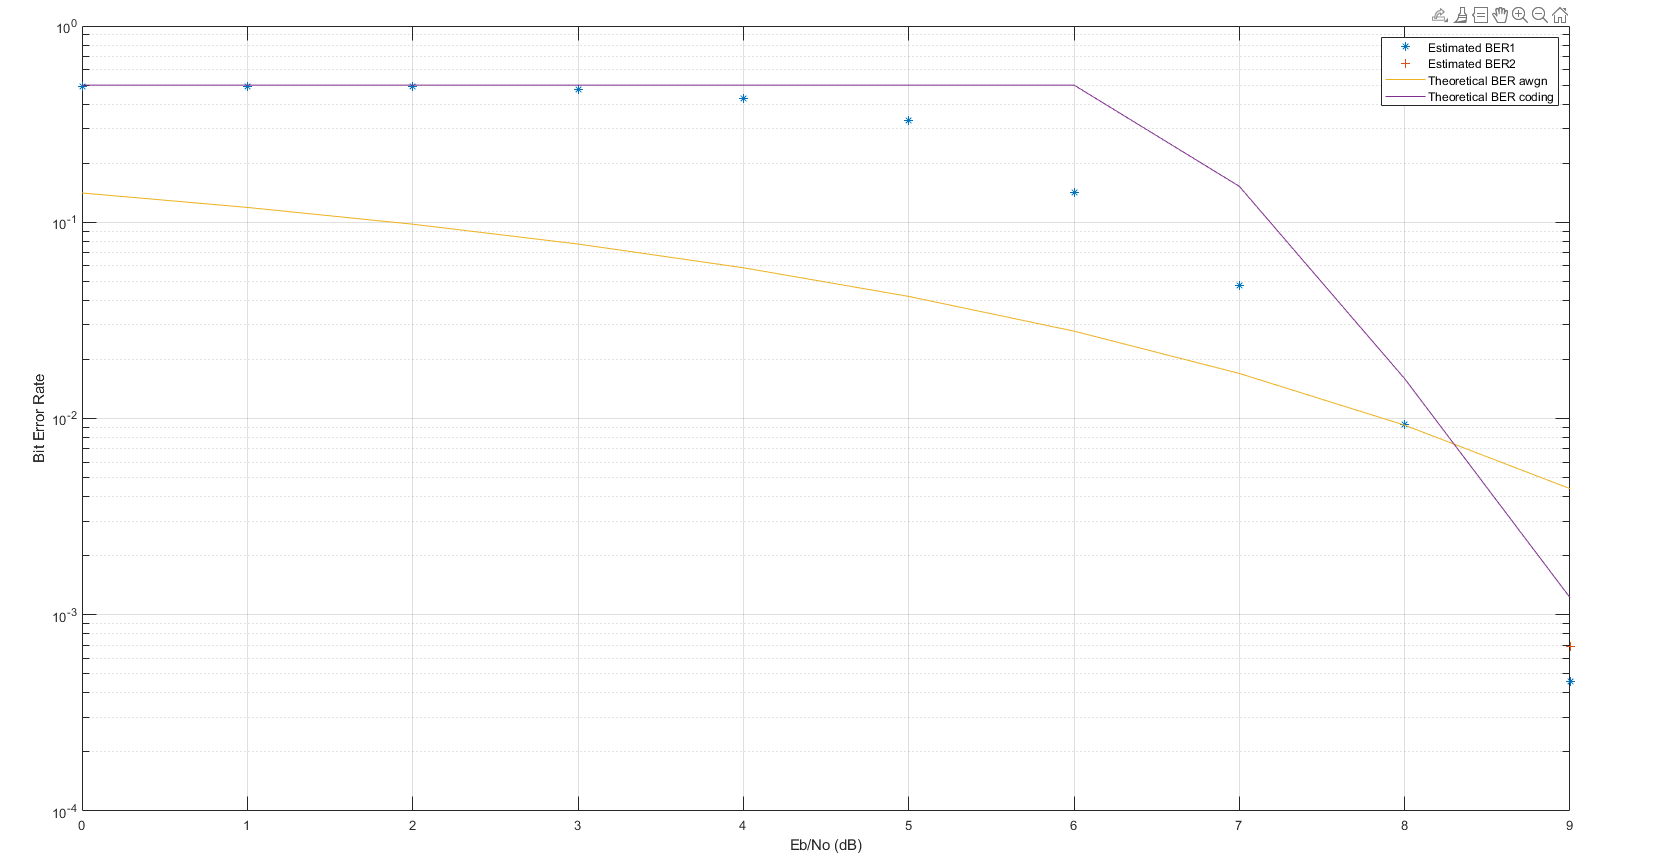 10^0
10^-1
10^-2
10^-3
10^-4
Bit Error Rate
Estimated BER1
Estimated BER2
Theoretical BER awgn
Theoretical BER coding
0 1 2 3 4 5 6 7 8 9
Eb/No (dB)